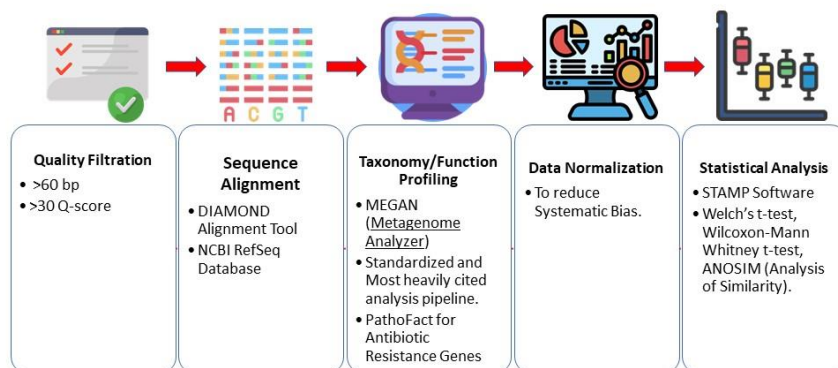 A C G T
Quality Filtration
• >60 bp
• >30 Q-score
Sequence
Alignment
• DIAMOND
Alignment Tool
• NCBI RefSeq
Database
Taxonomy/Function
Profiling
• MEGAN
(Metagenome
Analyzer)
• Standardized and
Most heavily cited
analysis pipeline.
• PathoFact for
Antibiotic
Resistance Genes
Data Normalization
• To reduce
Systematic Bias.
Statistical Analysis
• STAMP Software
• Welch's t-test,
Wilcoxon-Mann
Whitney t-test,
ANOSIM (Analysis
of Similarity).